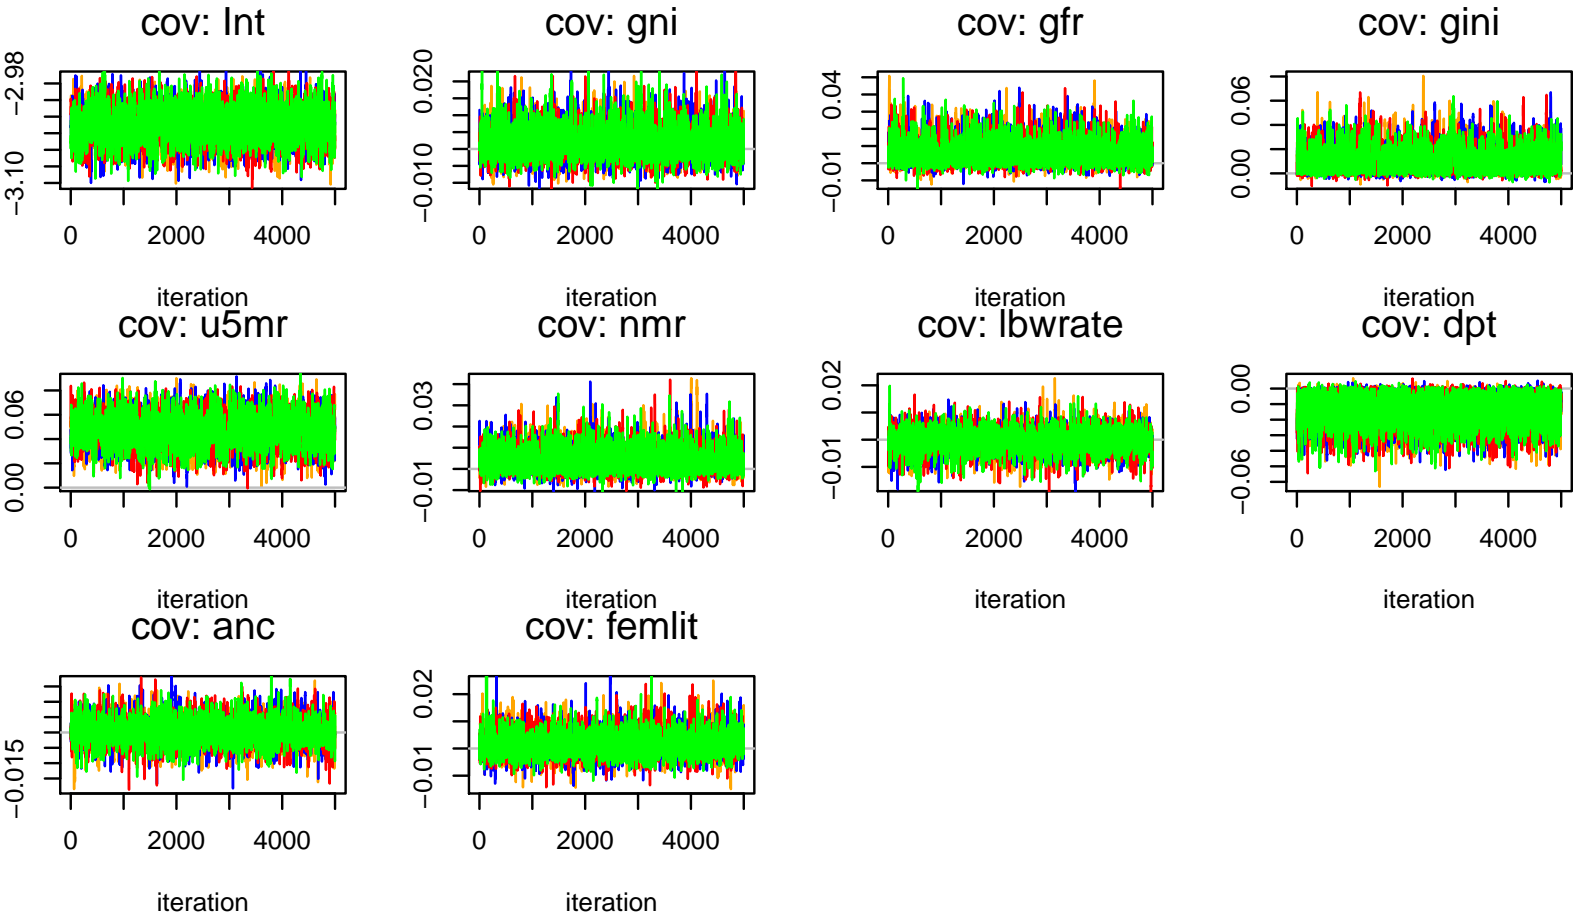 cov: Int cov: gni cov: gfr cov: gini
−2.98 0.020 0.04 0.06
−3.10 −0.010 −0.01 0.00
0 2000 4000 0 2000 4000 0 2000 4000 0 2000 4000
iteration iteration iteration iteration
cov: u5mr cov: nmr cov: lbwrate cov: dpt
0.06 0.03 0.02 0.00
0.00 −0.01 −0.01 −0.06
0 2000 4000 0 2000 4000 0 2000 4000 0 2000 4000
iteration iteration iteration iteration
cov: anc cov: femlit
0.02
−0.015 −0.01
0 2000 4000 0 2000 4000
iteration iteration